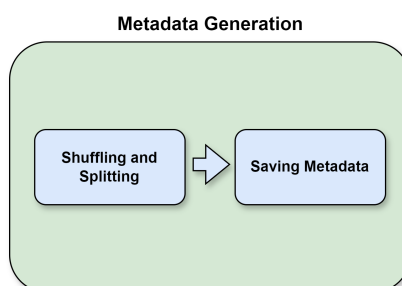 Metadata Generation
Shuffling and
Splitting
Saving Metadata